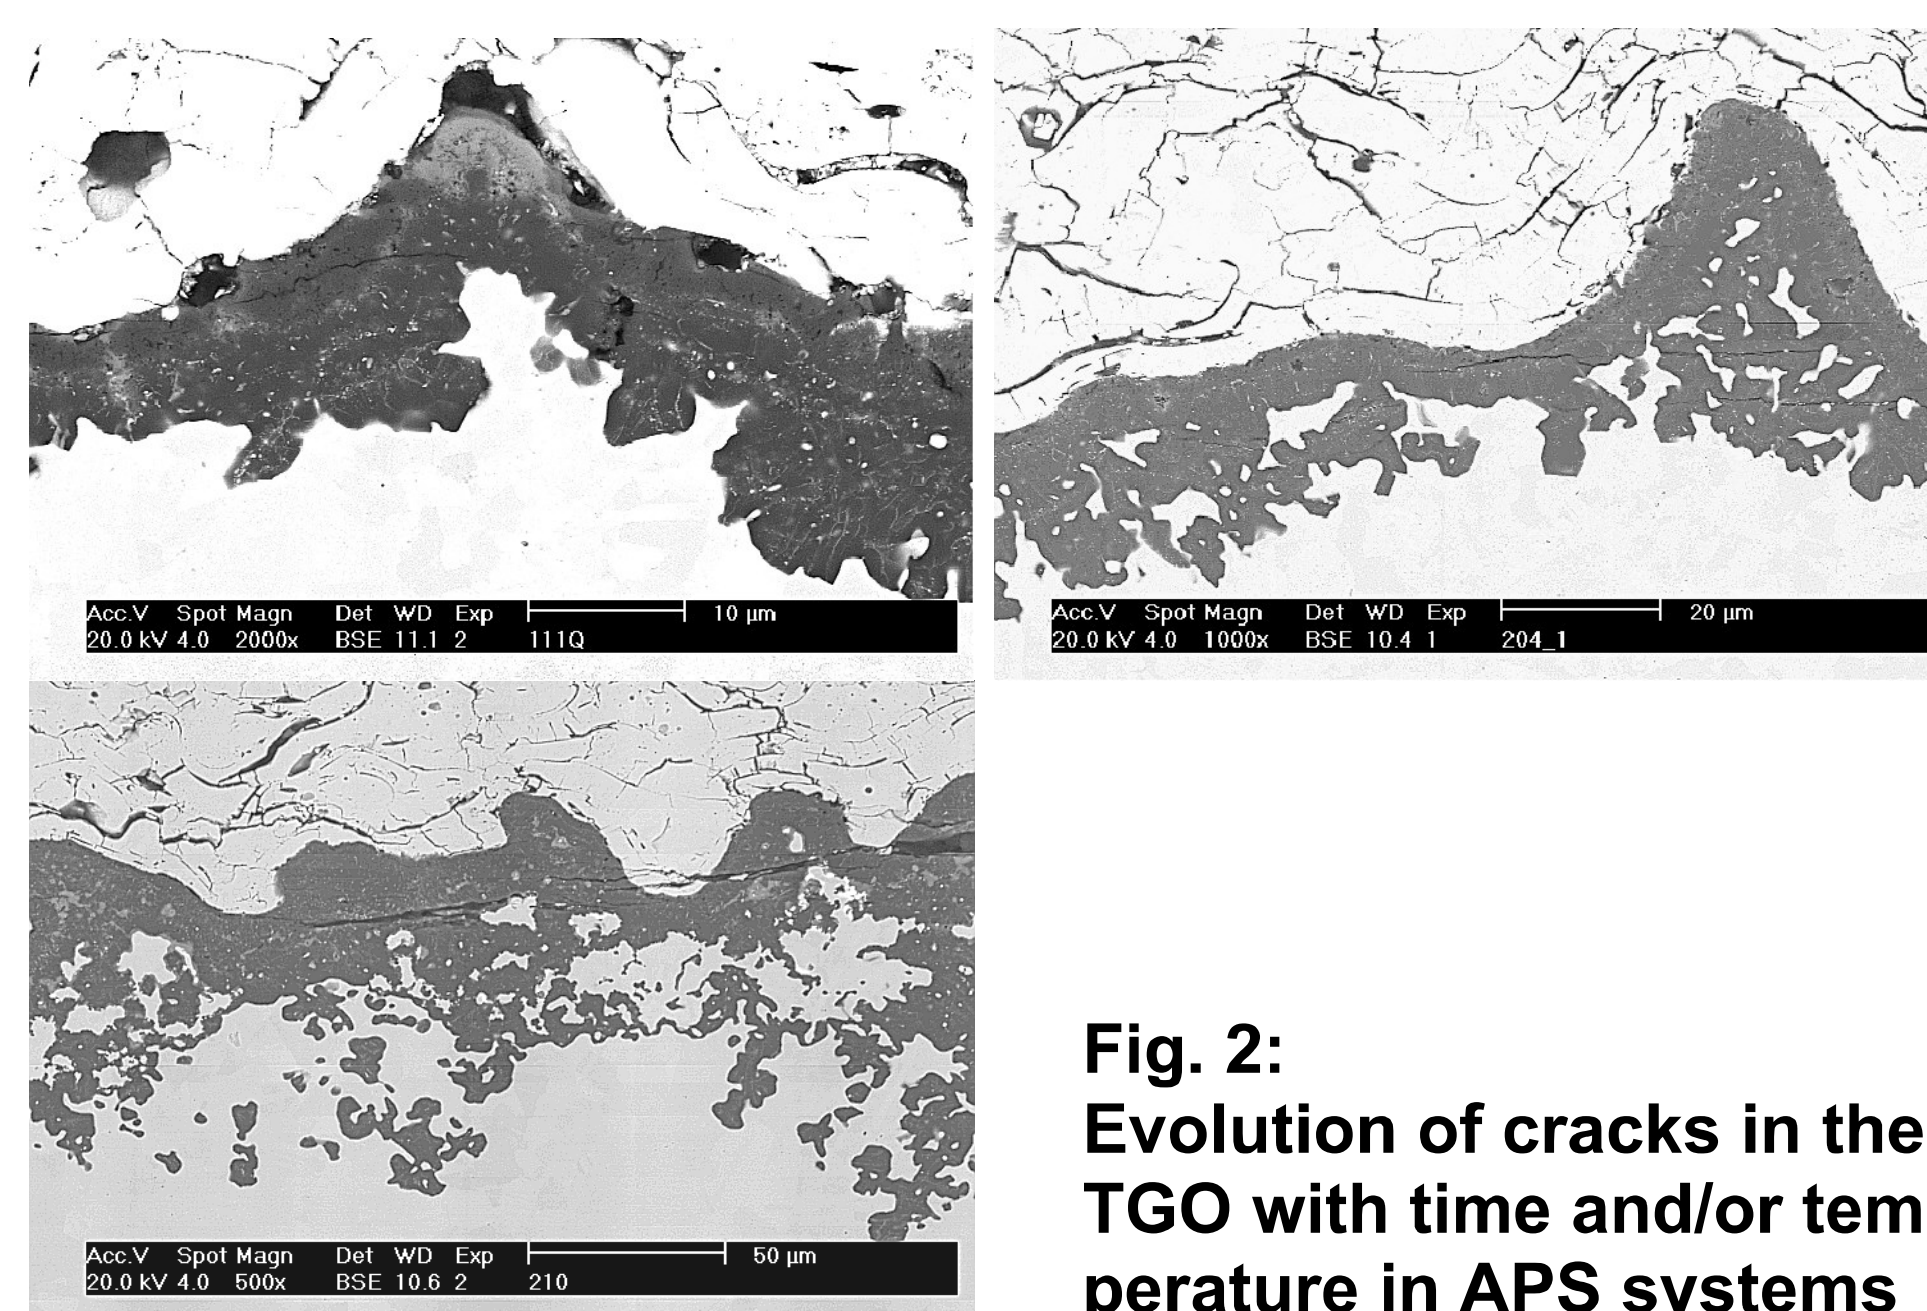 Acc.V Spot Magn Det WD Exp 10 µm
20.0 kV 4.0 2000x BSE 11.1 2 111Q
Acc.V Spot Magn Det WD Exp 20 µm
20.0 kV 4.0 1000x BSE 10.4 1 204_1
Acc.V Spot Magn Det WD Exp 50 µm
20.0 kV 4.0 500x BSE 10.6 2 210
Fig. 2:
Evolution of cracks in the
TGO with time and/or tem
perature in APS systems